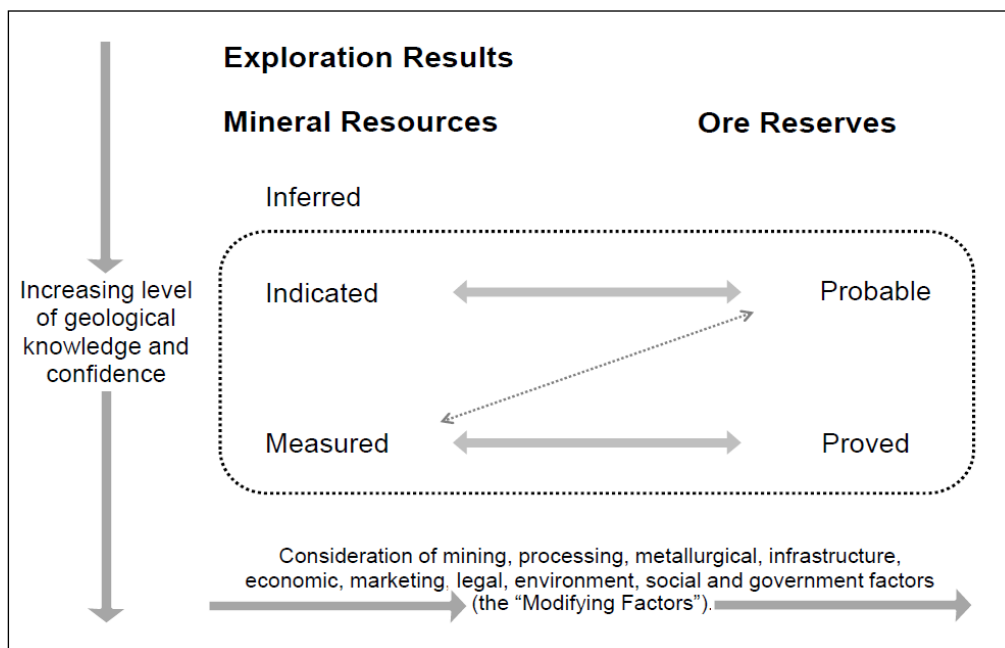 Exploration Results
Mineral Resources
Ore Reserves
Inferred
Increasing level
of geological
knowledge and
confidence
Indicated
Probable
Measured
Proved
Consideration of mining, processing, metallurgical, infrastructure,
economic, marketing, legal, environment, social and government factors
(the “Modifying Factors”).